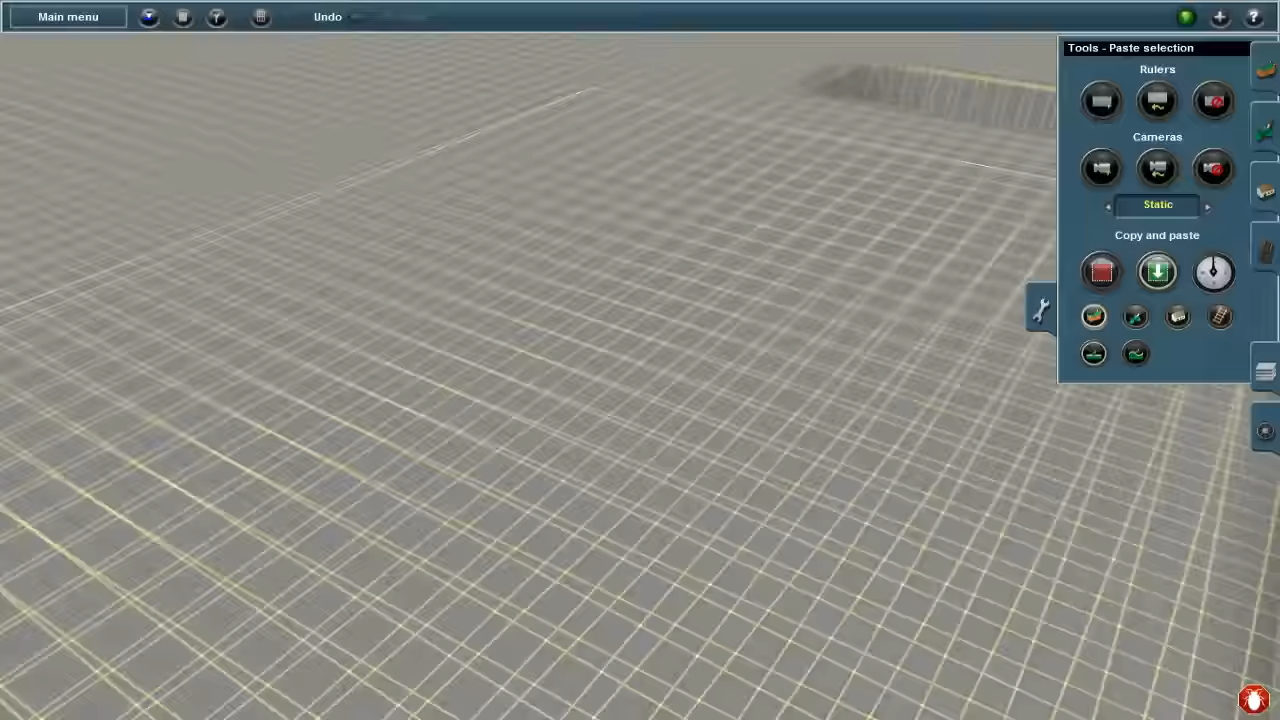 Main menu
Undo
?
Tools - Paste selection
Rulers
Cameras
Static
Copy and paste